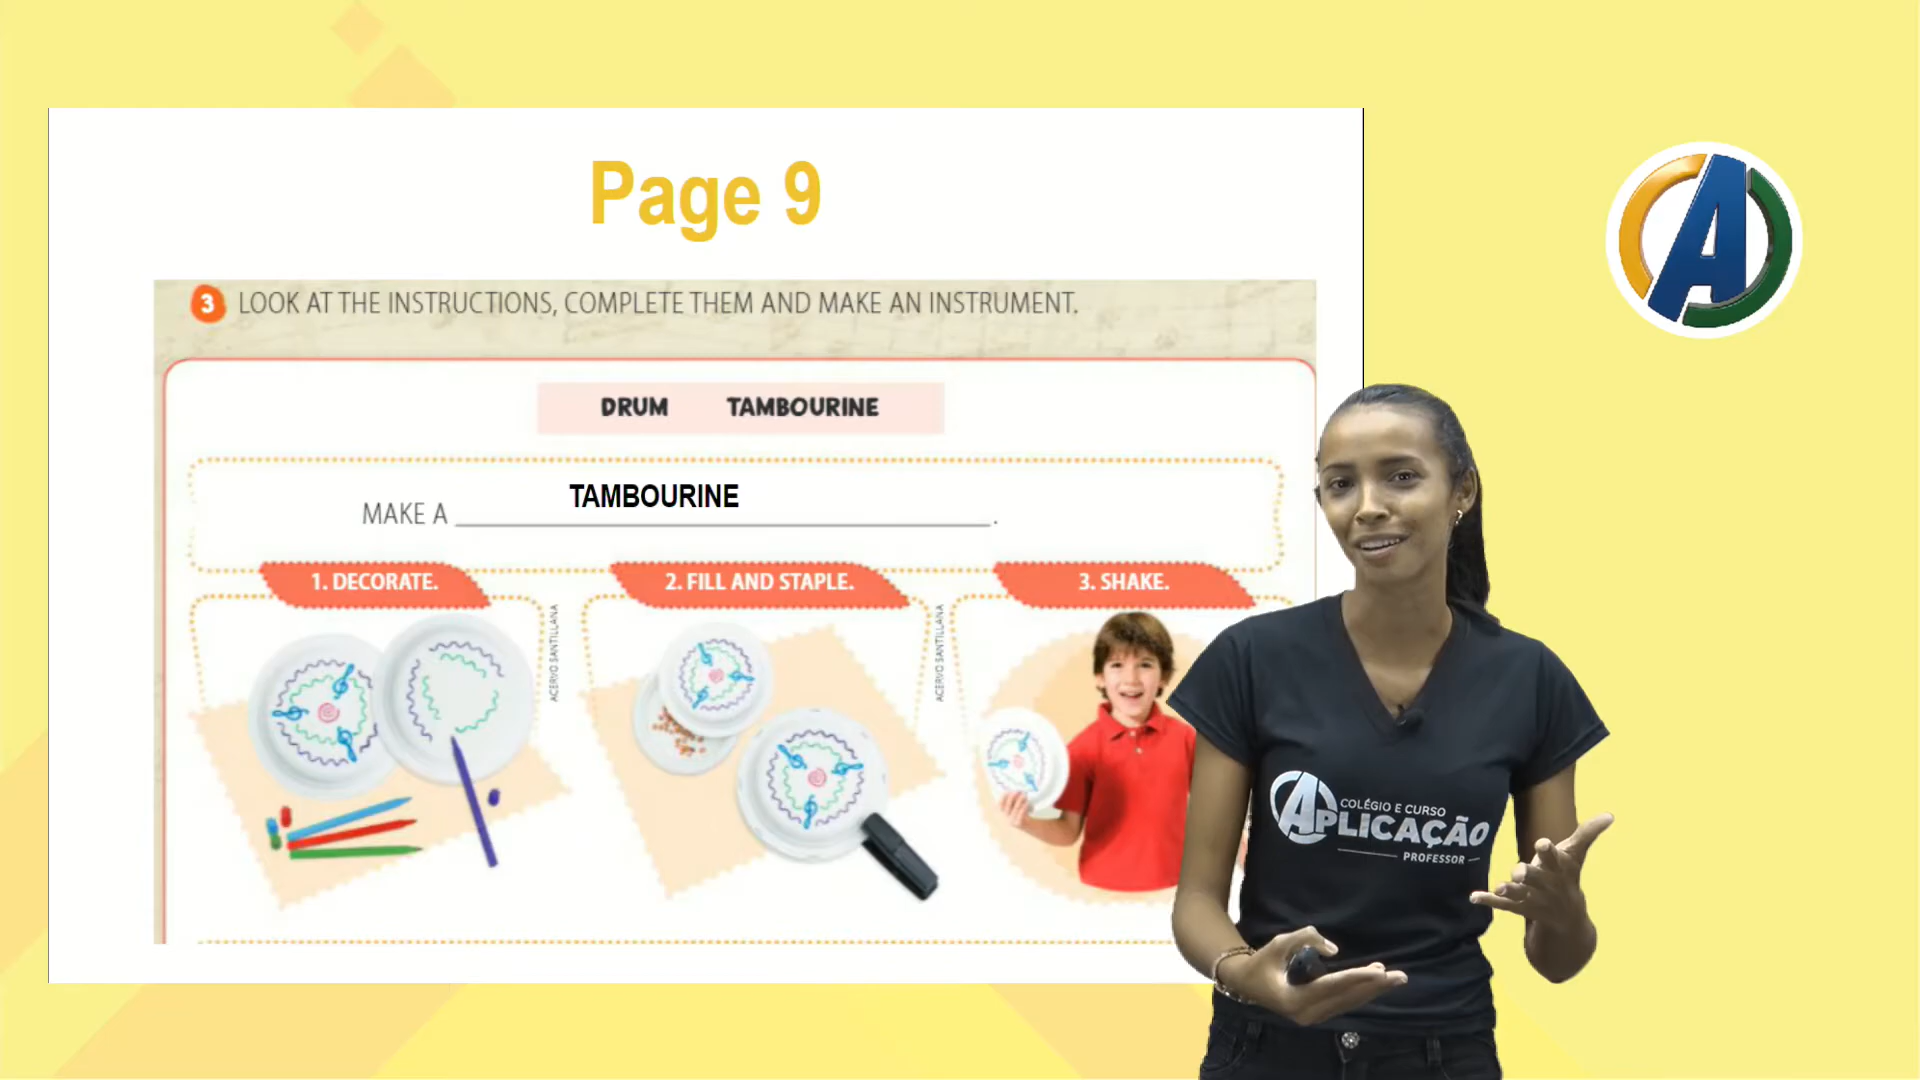 Page 9
3 LOOK AT THE INSTRUCTIONS, COMPLETE THEM AND MAKE AN INSTRUMENT.
DRUM TAMBOURINE
MAKE A TAMBOURINE.
1. DECORATE.
2. FILL AND STAPLE.
3. SHAKE.
ACERVO SANTILLANA
ACERVO SANTILLANA
A
COLÉGIO E CURSO
APLICAÇÃO
PROFESSOR